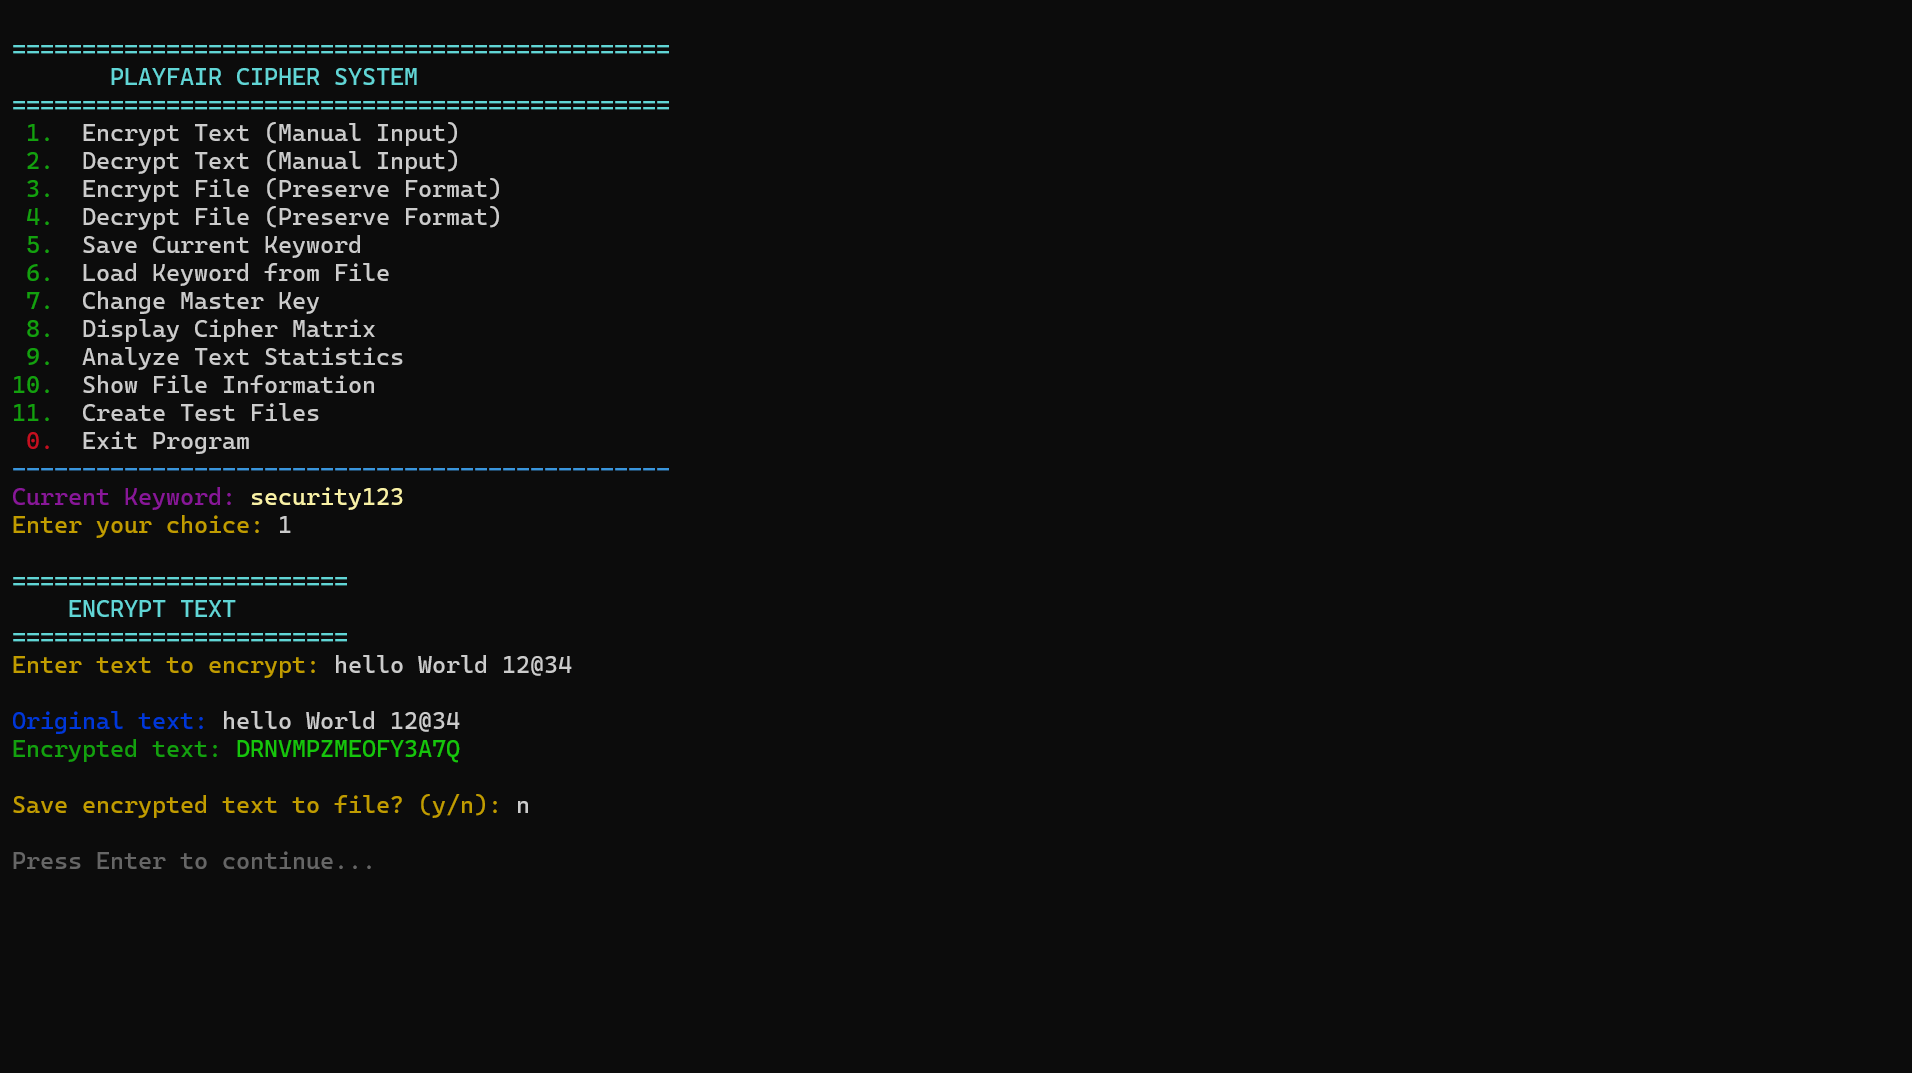 ===============================================
PLAYFAIR CIPHER SYSTEM
===============================================
1. Encrypt Text (Manual Input)
2. Decrypt Text (Manual Input)
3. Encrypt File (Preserve Format)
4. Decrypt File (Preserve Format)
5. Save Current Keyword
6. Load Keyword from File
7. Change Master Key
8. Display Cipher Matrix
9. Analyze Text Statistics
10. Show File Information
11. Create Test Files
0. Exit Program
-----------------------------------------------
Current Keyword: security123
Enter your choice: 1
========================
ENCRYPT TEXT
========================
Enter text to encrypt: hello World 12@34
Original text: hello World 12@34
Encrypted text: DRNVMPZMEOFY3A7Q
Save encrypted text to file? (y/n): n
Press Enter to continue...